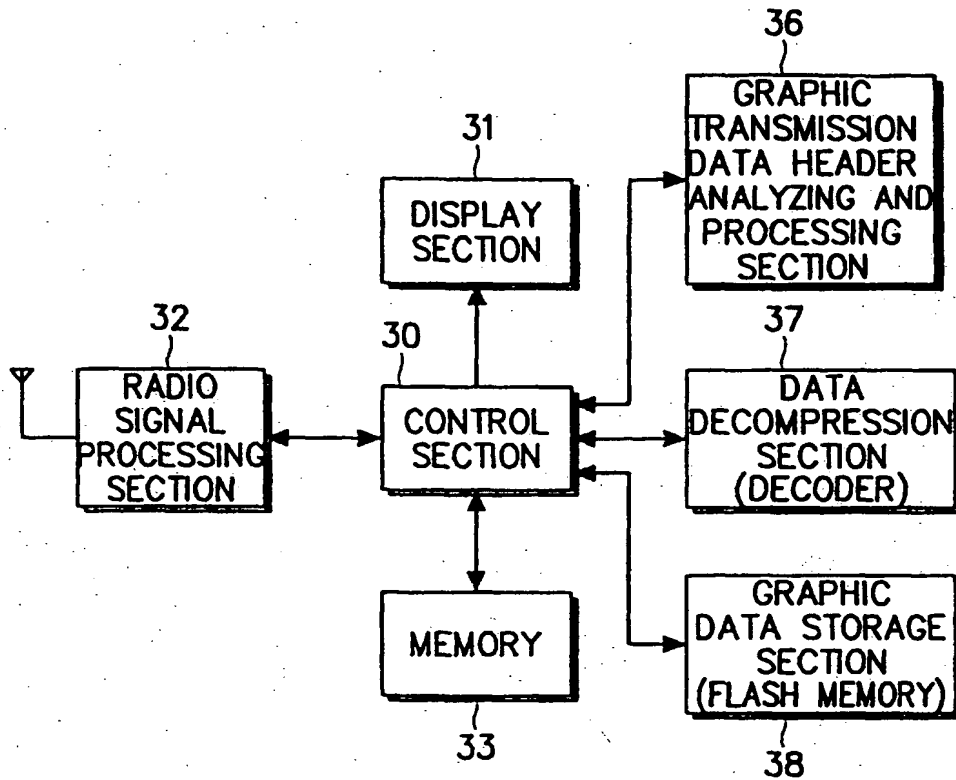 36
GRAPHIC
TRANSMISSION
DATA HEADER
ANALYZING AND
PROCESSING
SECTION
31
DISPLAY
SECTION
32
RADIO
SIGNAL
PROCESSING
SECTION
30
CONTROL
SECTION
37
DATA
DECOMPRESSION
SECTION
(DECODER)
MEMORY
33
GRAPHIC
DATA STORAGE
SECTION
(FLASH MEMORY)
38